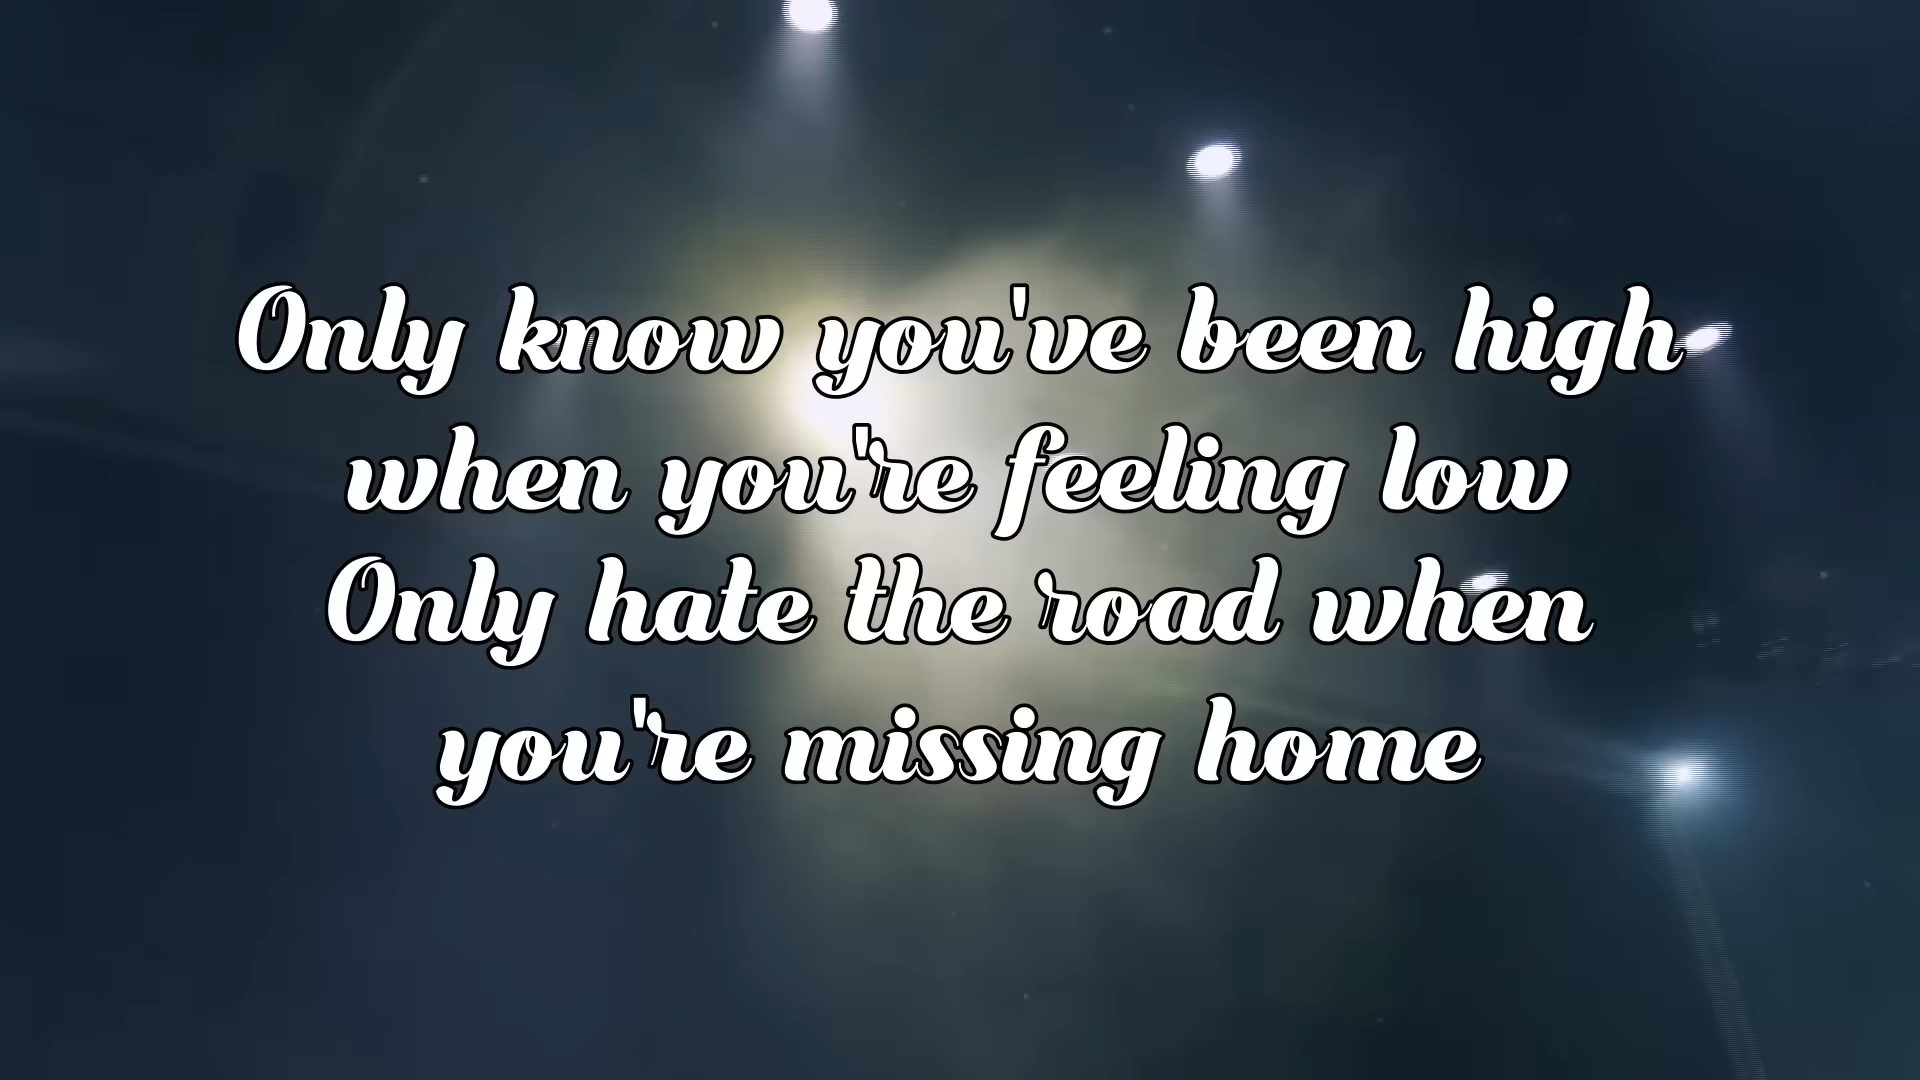 Only know you've been high
when you're feeling low
Only hate the road when
you're missing home